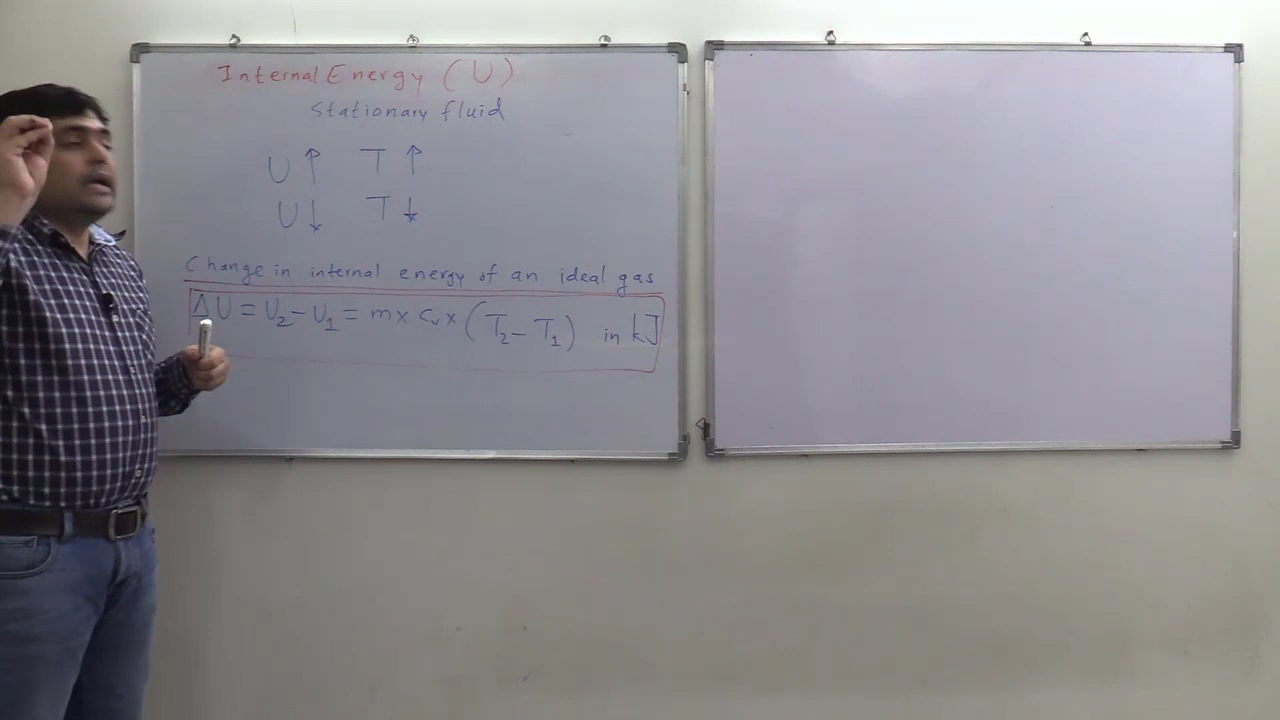 Internal Energy (U)
Stationary fluid
U ↑ T ↑
U ↓ T ↓
Change in internal energy of an ideal gas
ΔU = U₂ - U₁ = m × Cᵥ × (T₂ - T₁) in kJ